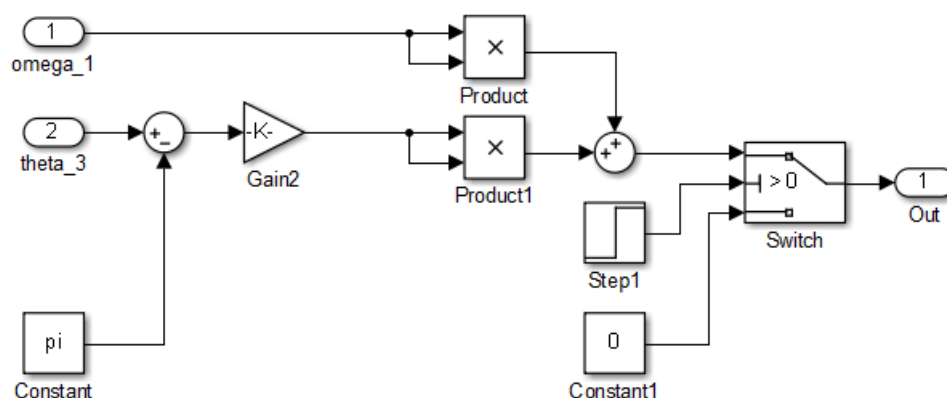 1
omega_1
×
Product
2
theta_3
+
−
-K-
Gain2
×
Product1
+
+
> 0
Switch
1
Out
Step1
pi
Constant
0
Constant1